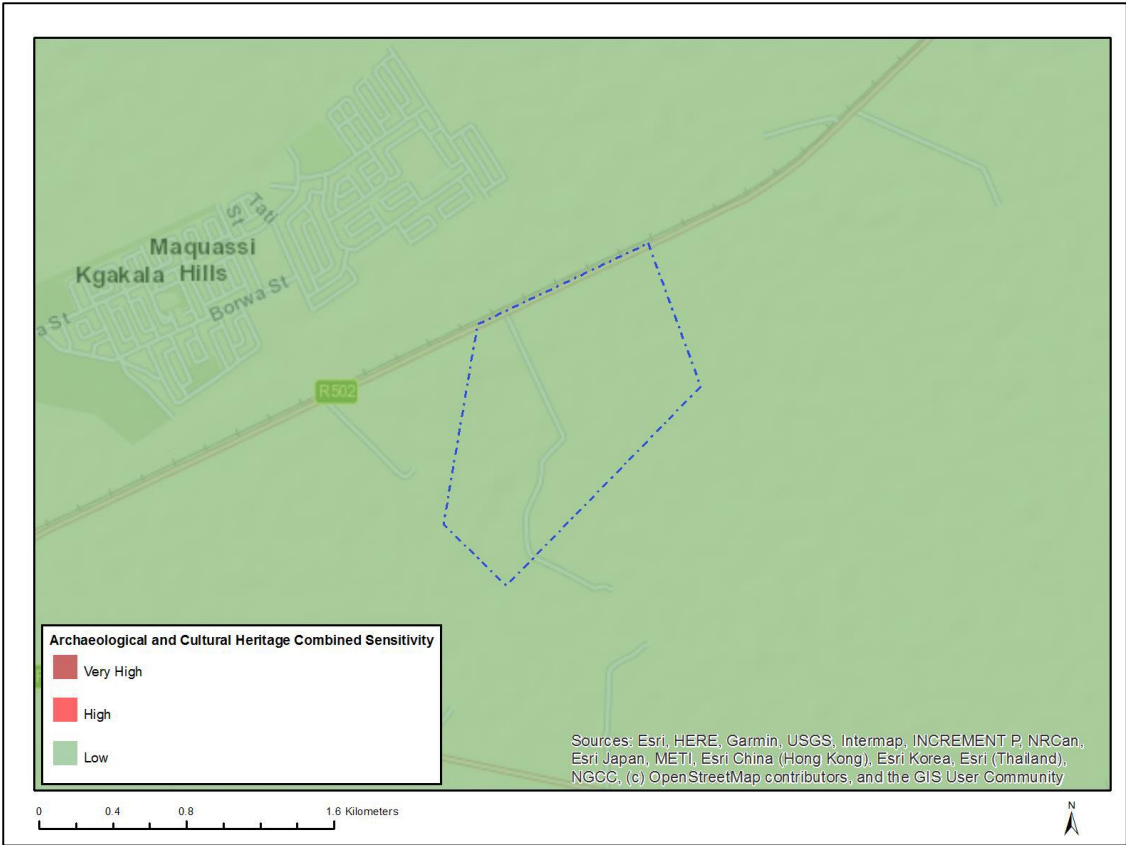 Tati
St
Maquassi
Kgakala Hills
Borwa St
a St
R502
Archaeological and Cultural Heritage Combined Sensitivity
Very High
High
Low
Sources: Esri, HERE, Garmin, USGS, Intermap, INCREMENT P, NRCan,
Esri Japan, METI, Esri China (Hong Kong), Esri Korea, Esri (Thailand),
NGCC, (c) OpenStreetMap contributors, and the GIS User Community
0 0.4 0.8 1.6 Kilometers
N